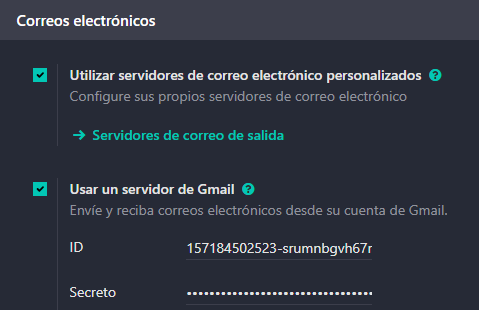 Correos electrónicos
Utilizar servidores de correo electrónico personalizados ?
Configure sus propios servidores de correo electrónico
→ Servidores de correo de salida
Usar un servidor de Gmail ?
Envíe y reciba correos electrónicos desde su cuenta de Gmail.
ID 157184502523-srumnbgvh67r
Secreto ••••••••••••••••••••••••••••••••